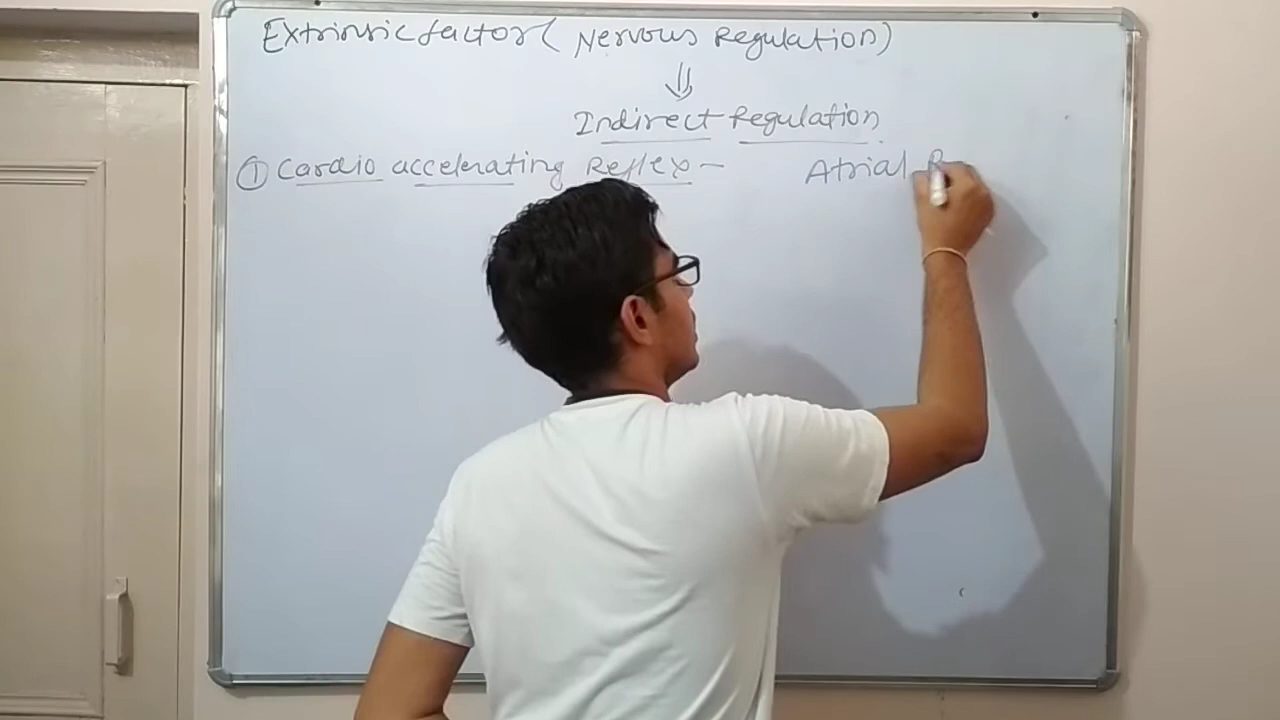 Extrinsic factor ( Nervous Regulation)
⇓
Indirect Regulation
① Cardio accelerating Reflex - Atrial R